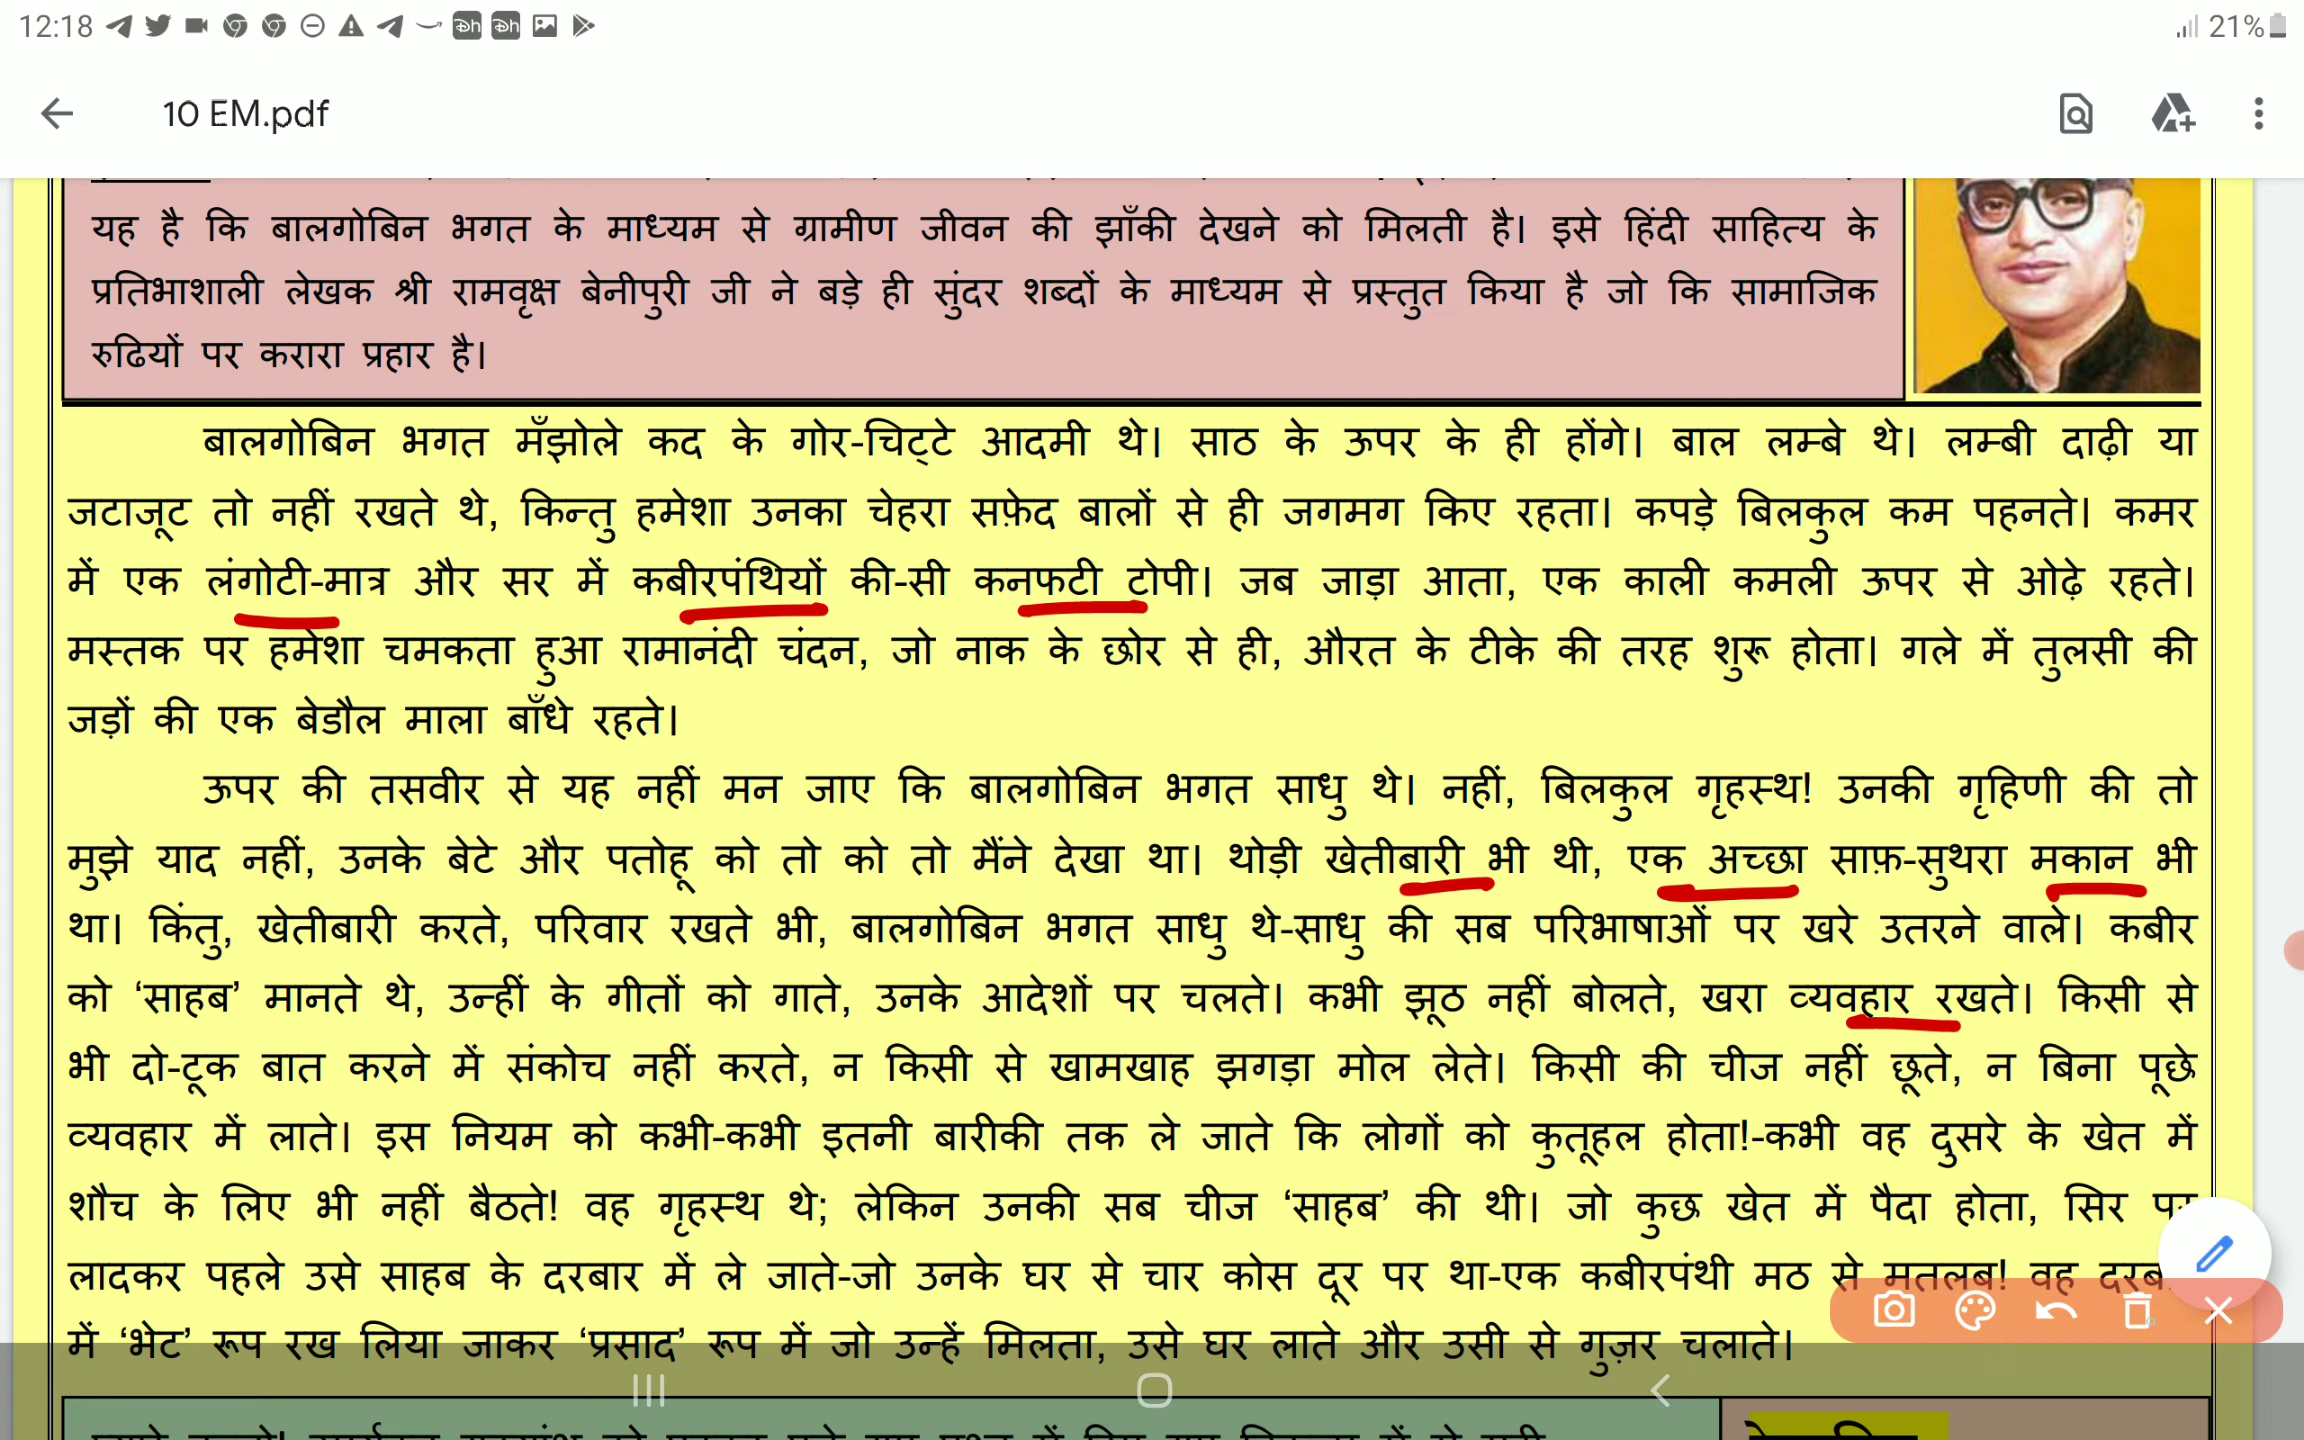 12:18
21%
10 EM.pdf
यह है कि बालगोबिन भगत के माध्यम से ग्रामीण जीवन की झाँकी देखने को मिलती है। इसे हिंदी साहित्य के
प्रतिभाशाली लेखक श्री रामवृक्ष बेनीपुरी जी ने बड़े ही सुंदर शब्दों के माध्यम से प्रस्तुत किया है जो कि सामाजिक
रुढियों पर करारा प्रहार है।
बालगोबिन भगत मँझोले कद के गोर-चिट्टे आदमी थे। साठ के ऊपर के ही होंगे। बाल लम्बे थे। लम्बी दाढ़ी या
जटाजूट तो नहीं रखते थे, किन्तु हमेशा उनका चेहरा सफ़ेद बालों से ही जगमग किए रहता। कपड़े बिलकुल कम पहनते। कमर
में एक लंगोटी-मात्र और सर में कबीरपंथियों की-सी कनफटी टोपी। जब जाड़ा आता, एक काली कमली ऊपर से ओढ़े रहते।
मस्तक पर हमेशा चमकता हुआ रामानंदी चंदन, जो नाक के छोर से ही, औरत के टीके की तरह शुरू होता। गले में तुलसी की
जड़ों की एक बेडौल माला बाँधे रहते।
ऊपर की तसवीर से यह नहीं मन जाए कि बालगोबिन भगत साधु थे। नहीं, बिलकुल गृहस्थ! उनकी गृहिणी की तो
मुझे याद नहीं, उनके बेटे और पतोहू को तो को तो मैंने देखा था। थोड़ी खेतीबारी भी थी, एक अच्छा साफ़-सुथरा मकान भी
था। किंतु, खेतीबारी करते, परिवार रखते भी, बालगोबिन भगत साधु थे-साधु की सब परिभाषाओं पर खरे उतरने वाले। कबीर
को ‘साहब’ मानते थे, उन्हीं के गीतों को गाते, उनके आदेशों पर चलते। कभी झूठ नहीं बोलते, खरा व्यवहार रखते। किसी से
भी दो-टूक बात करने में संकोच नहीं करते, न किसी से खामखाह झगड़ा मोल लेते। किसी की चीज नहीं छूते, न बिना पूछे
व्यवहार में लाते। इस नियम को कभी-कभी इतनी बारीकी तक ले जाते कि लोगों को कुतूहल होता!-कभी वह दुसरे के खेत में
शौच के लिए भी नहीं बैठते! वह गृहस्थ थे; लेकिन उनकी सब चीज ‘साहब’ की थी। जो कुछ खेत में पैदा होता, सिर पर
लादकर पहले उसे साहब के दरबार में ले जाते-जो उनके घर से चार कोस दूर पर था-एक कबीरपंथी मठ से मतलब! वह
में ‘भेट’ रूप रख लिया जाकर ‘प्रसाद’ रूप में जो उन्हें मिलता, उसे घर लाते और उसी से गुज़र चलाते।